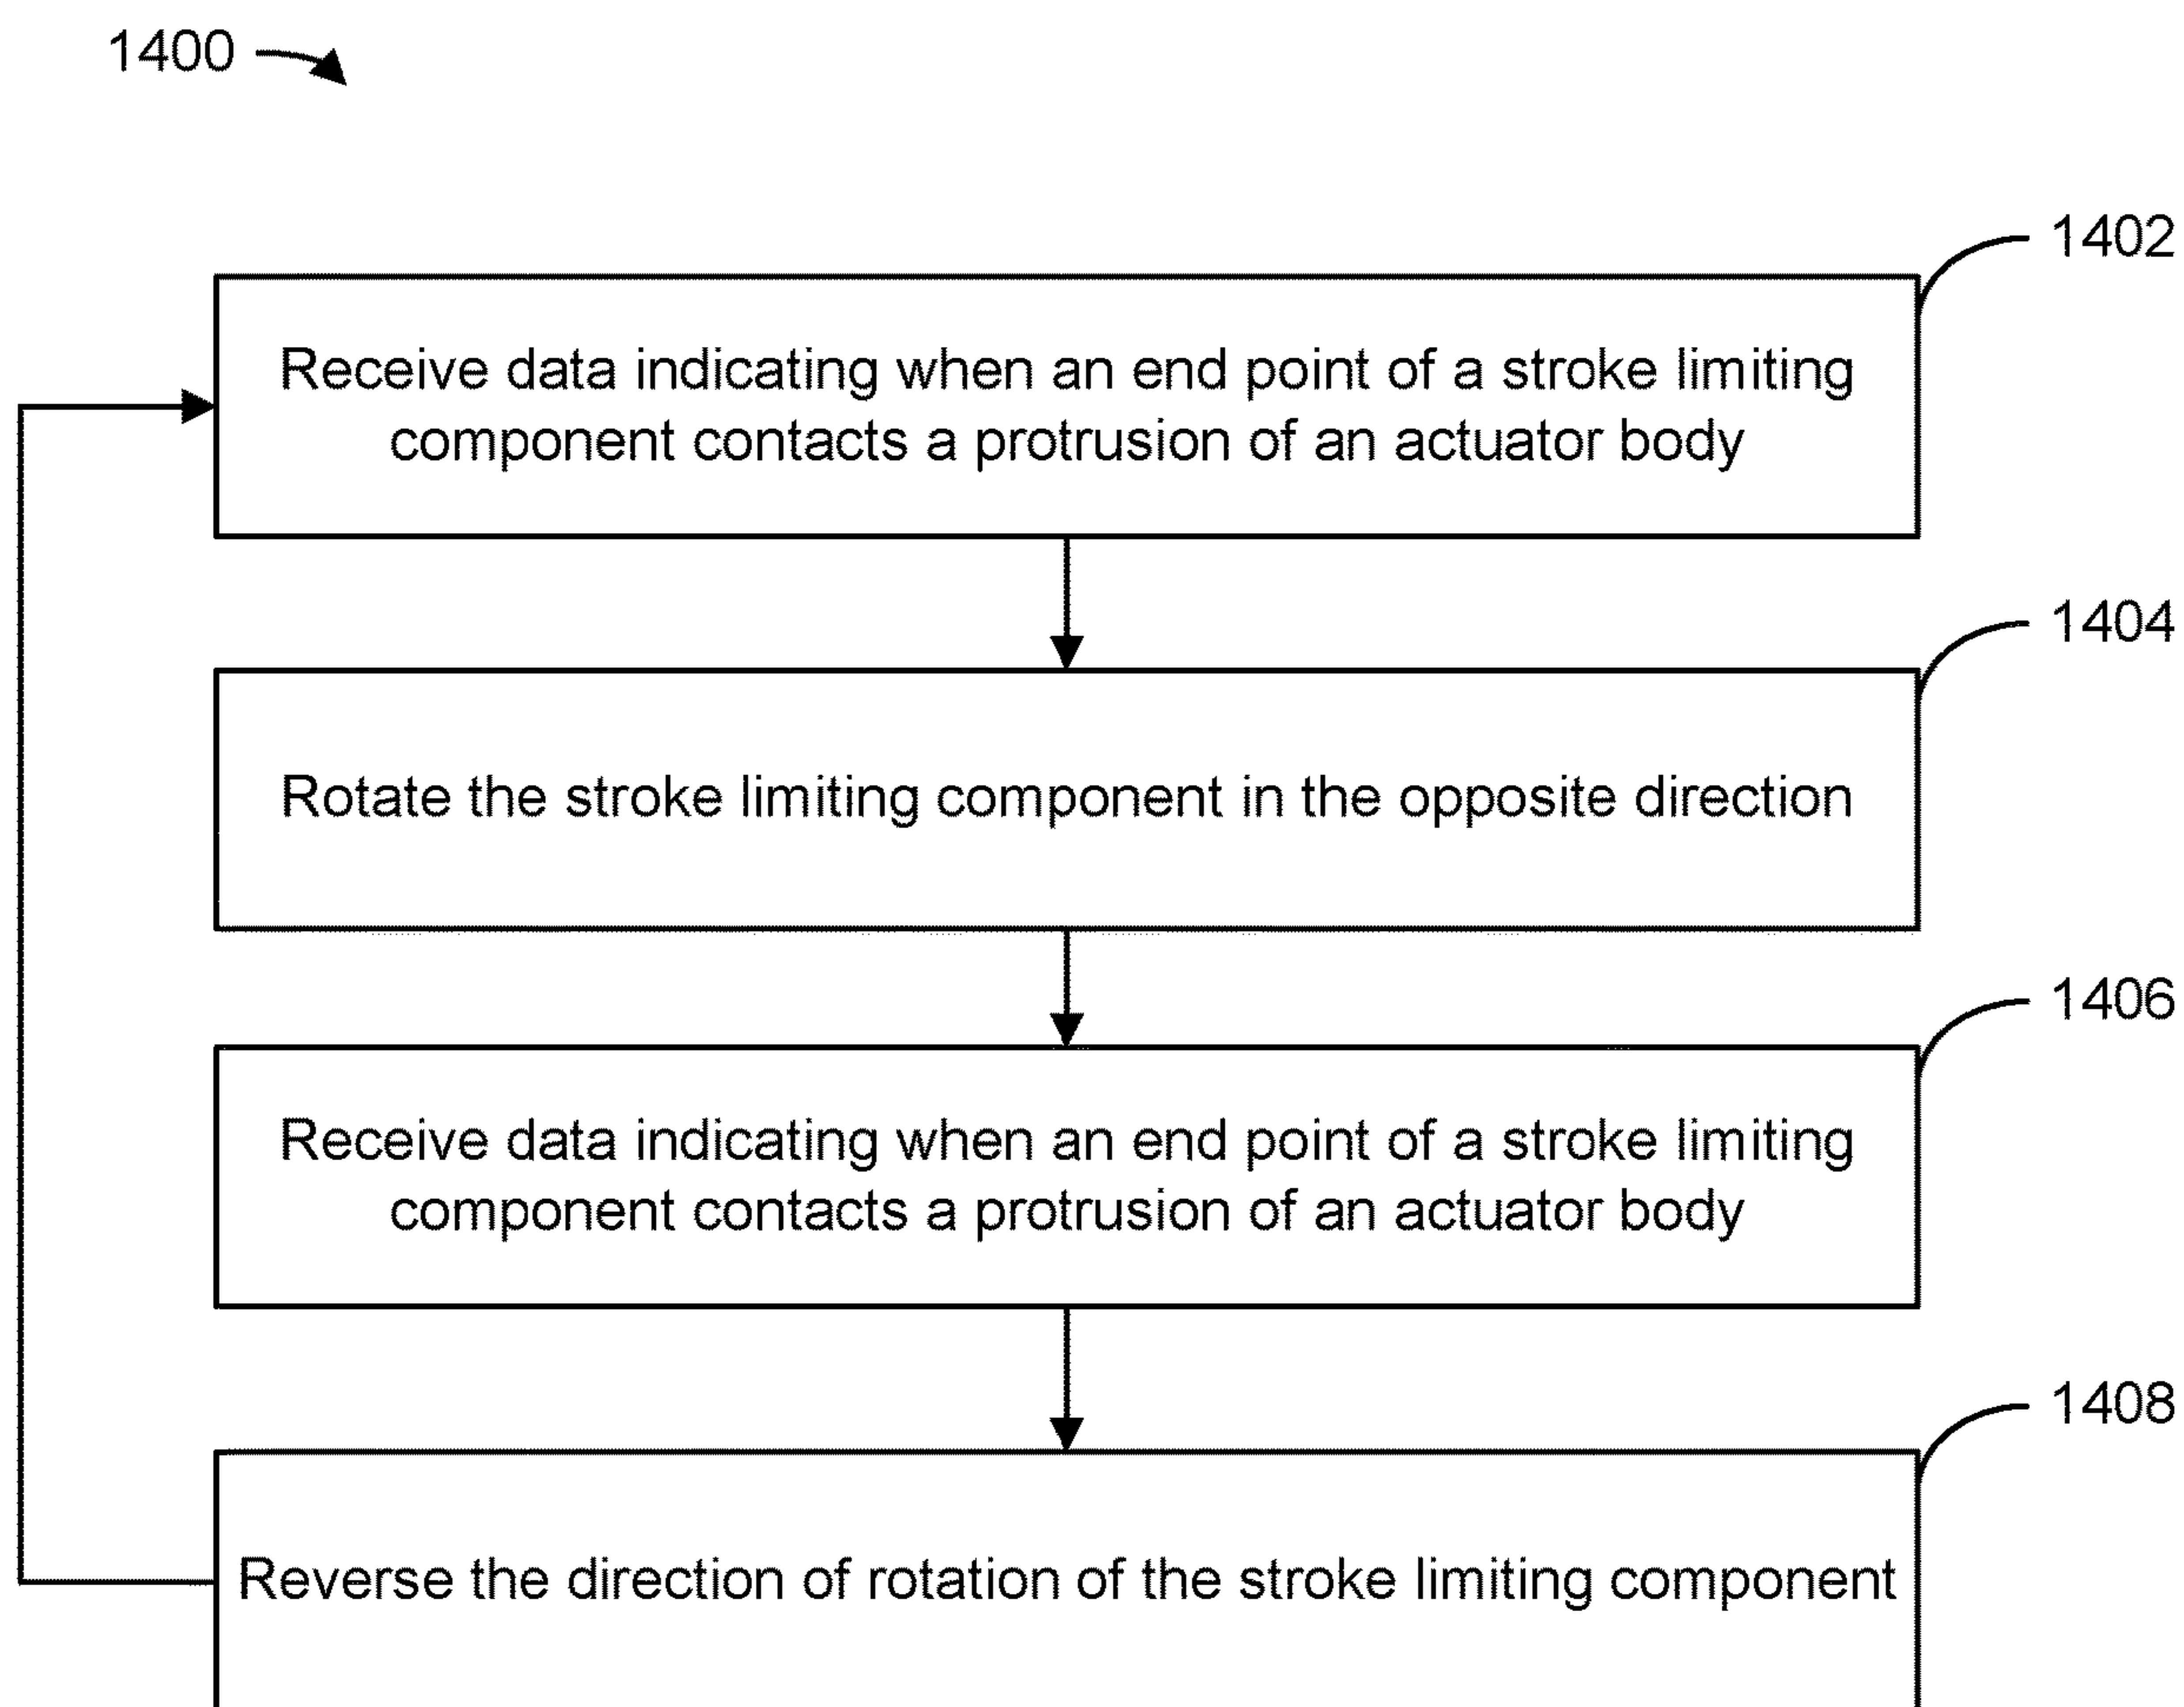 1400
1402
Receive data indicating when an end point of a stroke limiting
component contacts a protrusion of an actuator body
1404
Rotate the stroke limiting component in the opposite direction
1406
Receive data indicating when an end point of a stroke limiting
component contacts a protrusion of an actuator body
1408
Reverse the direction of rotation of the stroke limiting component